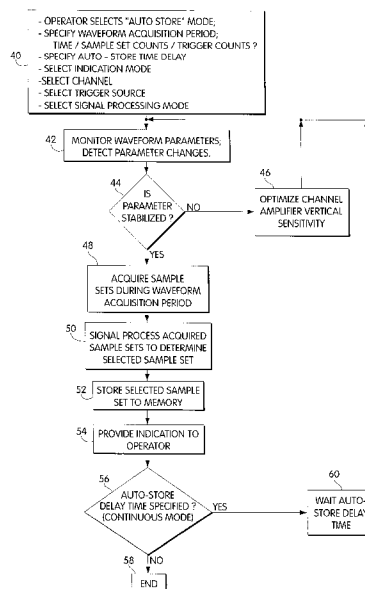 - OPERATOR SELECTS "AUTO STORE" MODE;
- SPECIFY WAVEFORM ACQUISITION PERIOD;
TIME / SAMPLE SET COUNTS / TRIGGER COUNTS ?
- SPECIFY AUTO - STORE TIME DELAY
40
- SELECT INDICATION MODE
-SELECT CHANNEL
- SELECT TRIGGER SOURCE
- SELECT SIGNAL PROCESSING MODE
42
MONITOR WAVEFORM PARAMETERS;
DETECT PARAMETER CHANGES.
44
IS
PARAMETER
STABILIZED ?
NO
46
OPTIMIZE CHANNEL
AMPLIFIER VERTICAL
SENSITIVITY
YES
48
ACQUIRE SAMPLE
SETS DURING WAVEFORM
ACQUISITION PERIOD
50
SIGNAL PROCESS ACQUIRED
SAMPLE SETS TO DETERMINE
SELECTED SAMPLE SET
52
STORE SELECTED SAMPLE
SET TO MEMORY
54
PROVIDE INDICATION TO
OPERATOR
56
AUTO-STORE
DELAY TIME SPECIFIED ?
(CONTINUOUS MODE)
YES
60
WAIT AUTO-
STORE DELAY
TIME
NO
58
END